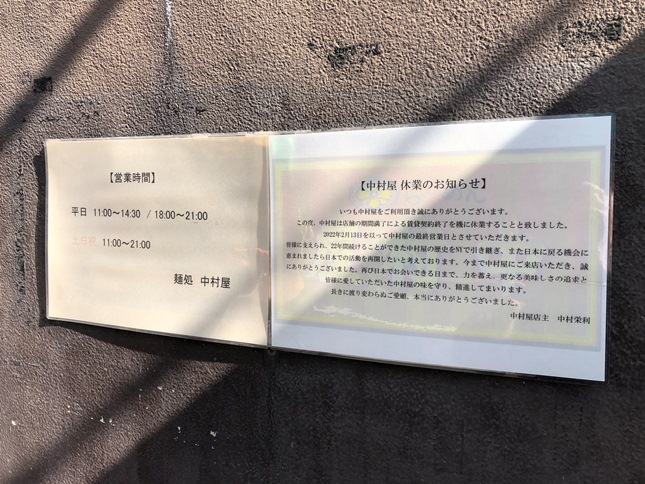 【営業時間】
平日 11:00～14:30 / 18:00～21:00
土日祝 11:00～21:00
麺処 中村屋
【中村屋 休業のお知らせ】
いつも中村屋をご利用頂き誠にありがとうございます。
この度、中村屋は店舗の期間満了による賃貸契約終了を機に休業することと致しました。
2022年2月13日を以って中村屋の最終営業日とさせていただきます。
皆様に支えられ、22年間続けることができた中村屋の歴史をNYで引き継ぎ、また日本に戻る機会に
恵まれましたら日本での活動を再開したいと考えております。今まで中村屋にご来店いただき、誠
にありがとうございました。再び日本でお会いできる日まで、力を蓄え、更なる美味しさの追求と
皆様に愛していただいた中村屋の味を守り、精進してまいります。
長きに渡り変わらぬご愛顧、本当にありがとうございました。
中村屋店主 中村栄利